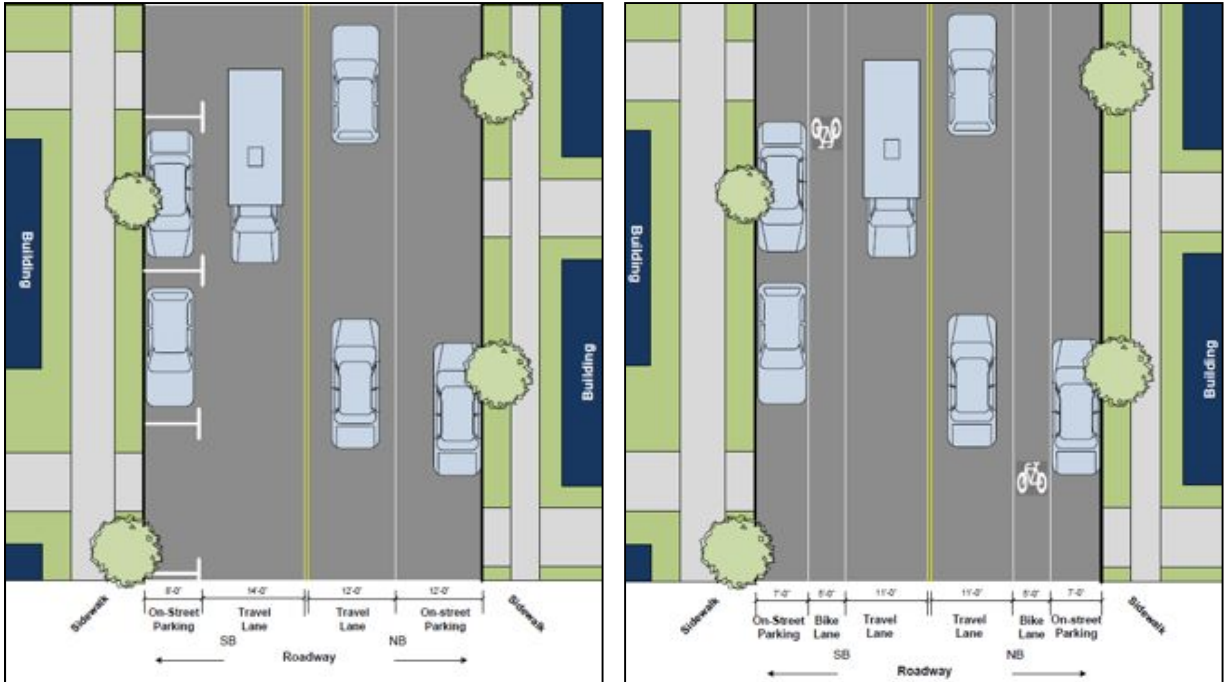 Building
Building
8'-0"
14'-0"
12'-0"
12'-0"
Sidewalk
On-Street
Parking
Travel
Lane
Travel
Lane
On-street
Parking
Sidewalk
SB
NB
Roadway
Building
Building
7'-0"
5'-0"
11'-0"
11'-0"
5'-0"
7'-0"
Sidewalk
On-Street
Parking
Bike
Lane
Travel
Lane
Travel
Lane
Bike
Lane
On-street
Parking
Sidewalk
SB
NB
Roadway